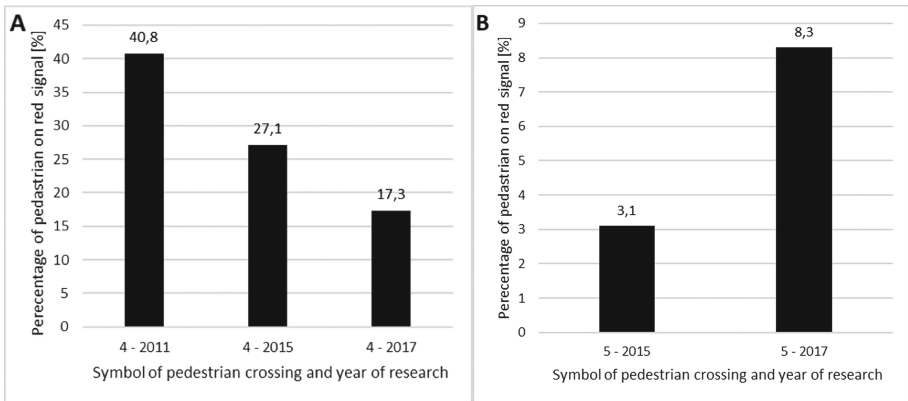 A
Perecentage of pedastrian on red signal [%]
45
40
35
30
25
20
15
10
5
0
40,8
27,1
17,3
4 - 2011
4 - 2015
4 - 2017
Symbol of pedestrian crossing and year of research
B
Perecentage of pedastrian on red signal [%]
9
8
7
6
5
4
3
2
1
0
3,1
8,3
5 - 2015
5 - 2017
Symbol of pedestrian crossing and year of research